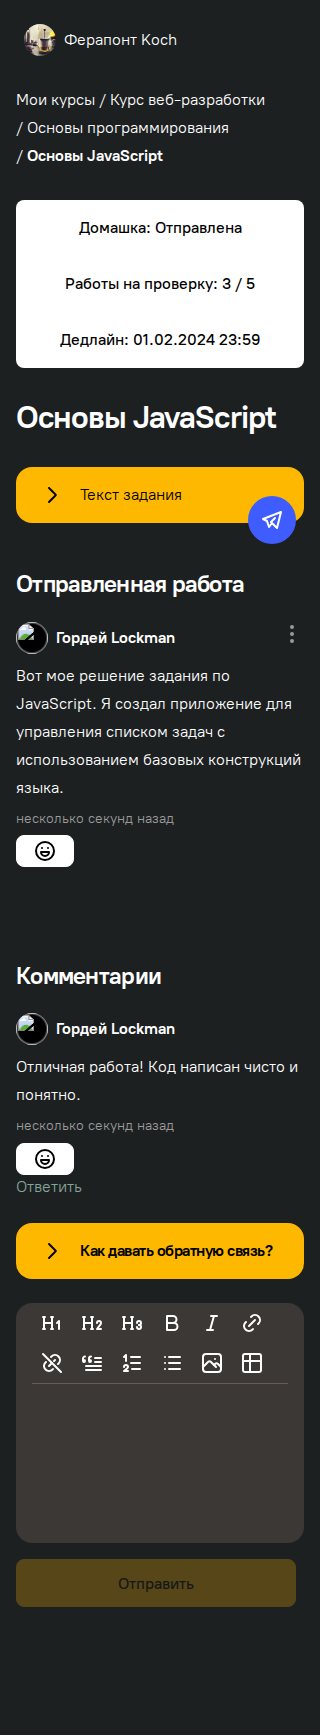 Ферапонт Koch
Мои курсы / Курс веб-разработки
/ Основы программирования
/ Основы JavaScript
Домашка: Отправлена
Работы на проверку: 3 / 5
Дедлайн: 01.02.2024 23:59
Основы JavaScript
Текст задания
Отправленная работа
Гордей Lockman
Вот мое решение задания по
JavaScript. Я создал приложение для
управления списком задач с
использованием базовых конструкций
языка.
несколько секунд назад
Комментарии
Гордей Lockman
Отличная работа! Код написан чисто и
понятно.
несколько секунд назад
Ответить
Как давать обратную связь?
H1 H2 H3 B I
Отправить